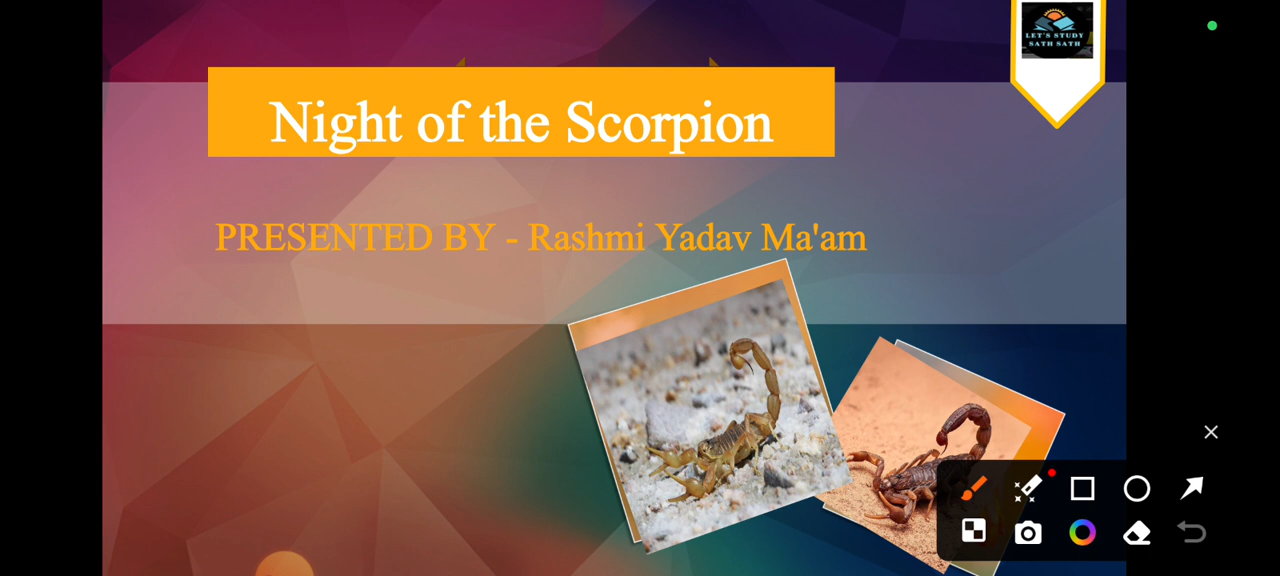 LET'S STUDY
SATH SATH
Night of the Scorpion
PRESENTED BY - Rashmi Yadav Ma'am